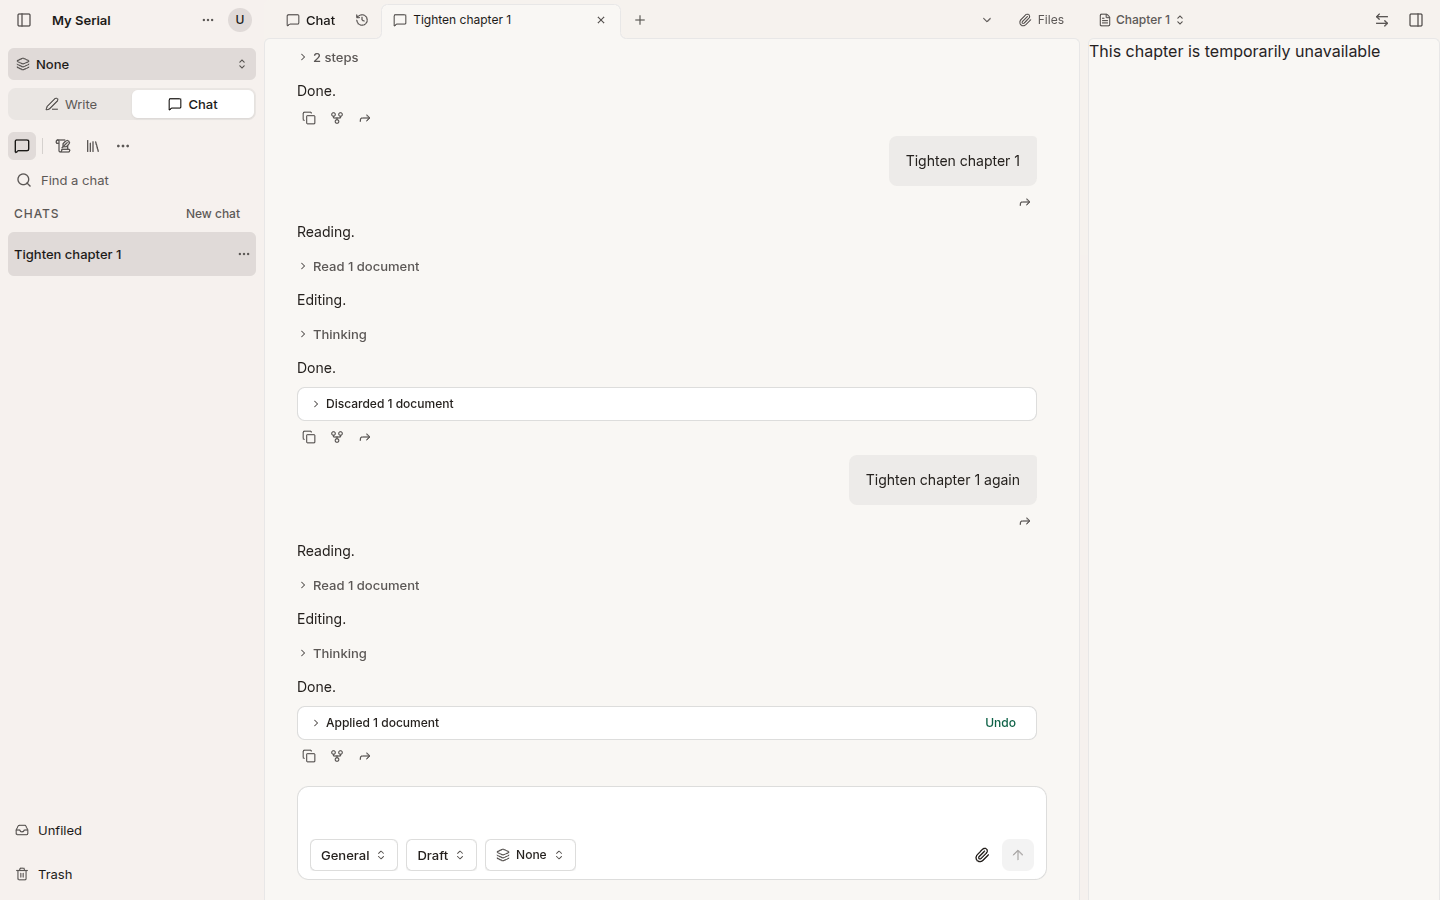 My Serial
U
None
Write
Chat
Find a chat
CHATS
New chat
Tighten chapter 1
Unfiled
Trash
Chat
Tighten chapter 1
Files
2 steps
Done.
Tighten chapter 1
Reading.
Read 1 document
Editing.
Thinking
Done.
Discarded 1 document
Tighten chapter 1 again
Reading.
Read 1 document
Editing.
Thinking
Done.
Applied 1 document
Undo
General
Draft
None
Chapter 1
This chapter is temporarily unavailable